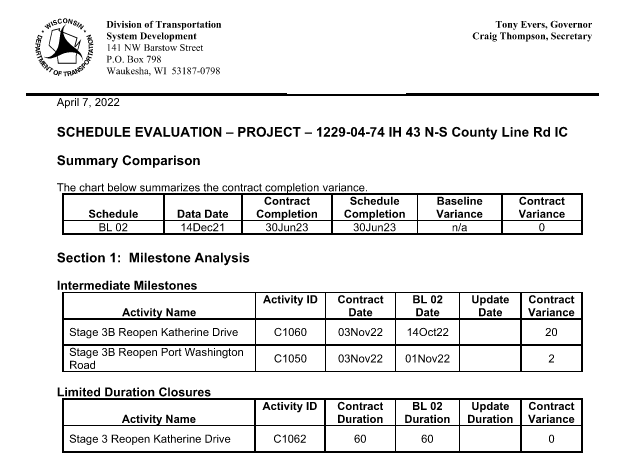 WISCONSIN
DEPARTMENT OF TRANSPORTATION
Division of Transportation
System Development
141 NW Barstow Street
P.O. Box 798
Waukesha, WI 53187-0798
Tony Evers, Governor
Craig Thompson, Secretary
April 7, 2022
SCHEDULE EVALUATION – PROJECT – 1229-04-74 IH 43 N-S County Line Rd IC
Summary Comparison
The chart below summarizes the contract completion variance.
Schedule Data Date Contract Completion Schedule Completion Baseline Variance Contract Variance
BL 02 14Dec21 30Jun23 30Jun23 n/a 0
Section 1: Milestone Analysis
Intermediate Milestones
Activity Name Activity ID Contract Date BL 02 Date Update Date Contract Variance
Stage 3B Reopen Katherine Drive C1060 03Nov22 14Oct22 20
Stage 3B Reopen Port Washington Road C1050 03Nov22 01Nov22 2
Limited Duration Closures
Activity Name Activity ID Contract Duration BL 02 Duration Update Duration Contract Variance
Stage 3 Reopen Katherine Drive C1062 60 60 0